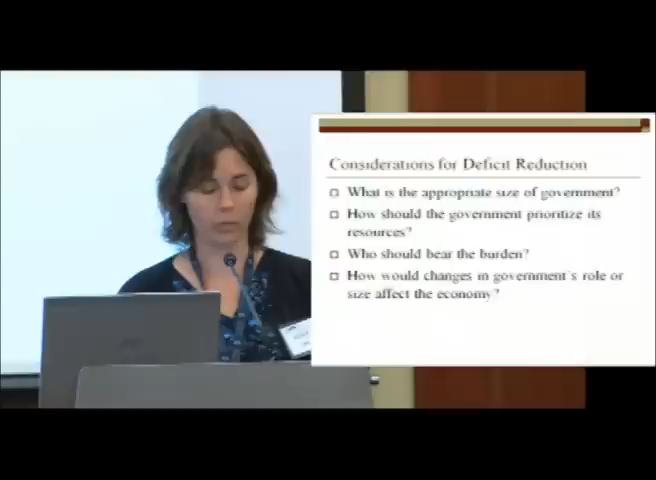 Considerations for Deficit Reduction
What is the appropriate size of government?
How should the government prioritize its
resources?
Who should bear the burden?
How would changes in government's role or
size affect the economy?